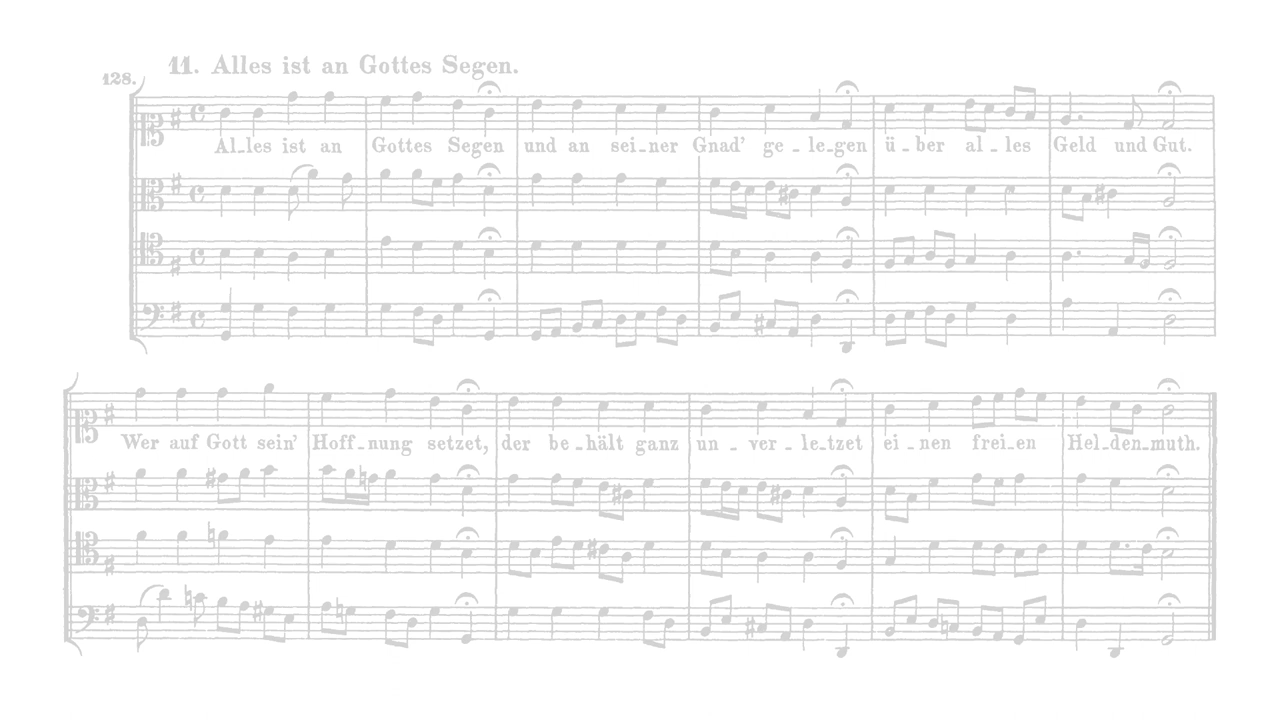 11. Alles ist an Gottes Segen.
128.
Al-les ist an Gottes Segen und an sei-ner Gnad' ge-le-gen ü-ber al-les Geld und Gut.
Wer auf Gott sein' Hoff-nung setzet, der be-hält ganz un-ver-le-tzet ei-nen frei-en Hel-den-muth.